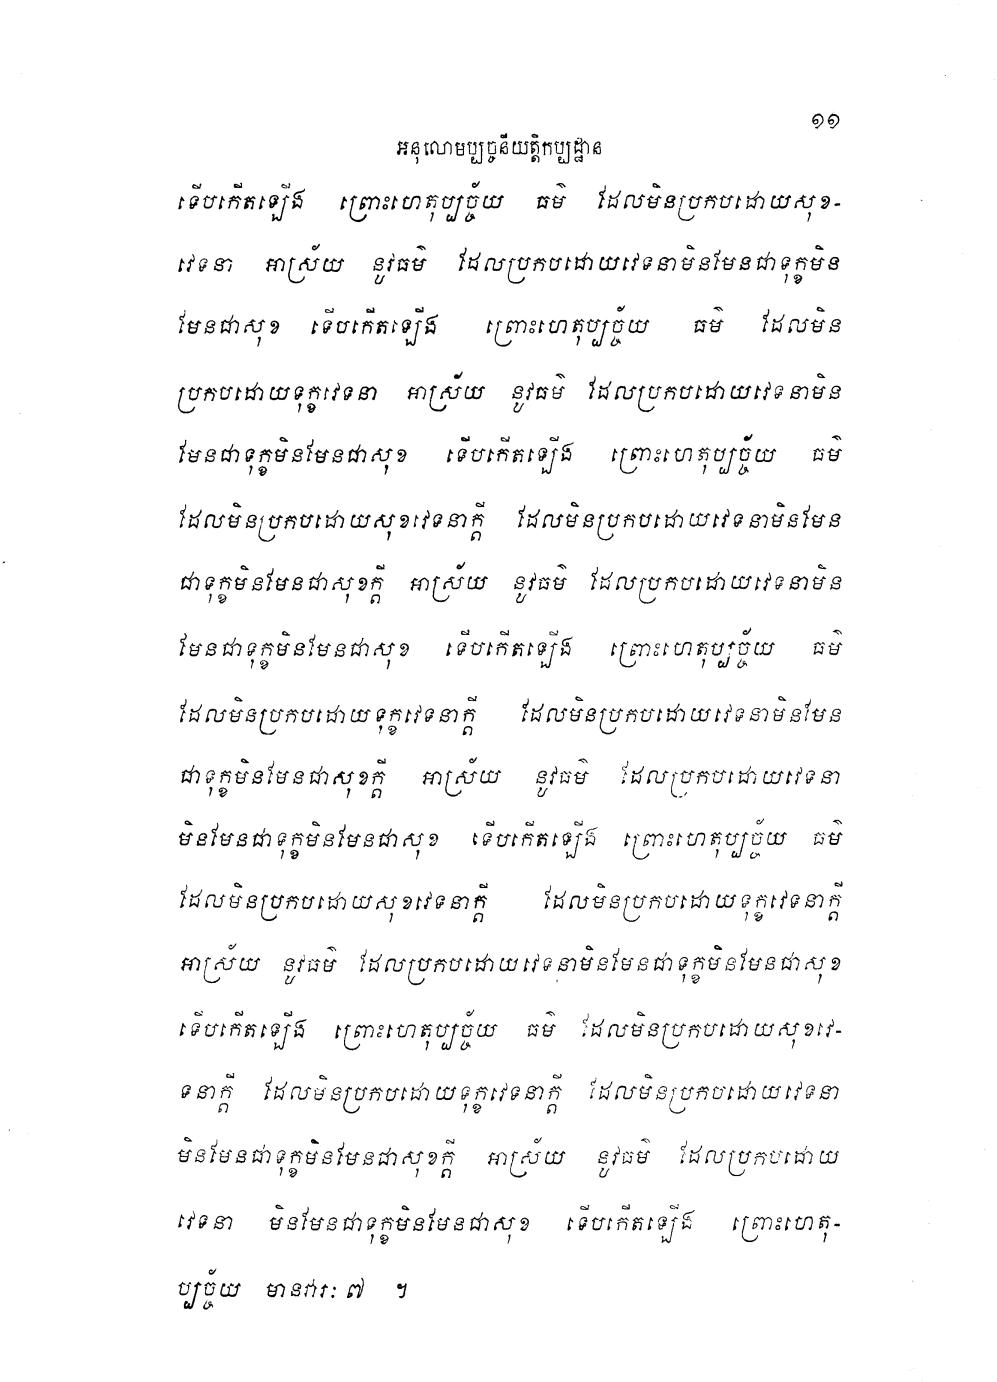 ១១
អនុលោមប្បច្ចនីយត្តិកប្បដ្ឋាន
ទើបកើតឡើង ព្រោះហេតុប្បច្ច័យ ធម៌ ដែលមិនប្រកបដោយសុខ-
វេទនា អាស្រ័យ នូវធម៌ ដែលប្រកបដោយវេទនាមិនមែនជាទុក្ខមិន
មែនជាសុខ ទើបកើតឡើង ព្រោះហេតុប្បច្ច័យ ធម៌ ដែលមិន
ប្រកបដោយទុក្ខវេទនា អាស្រ័យ នូវធម៌ ដែលប្រកបដោយវេទនាមិន
មែនជាទុក្ខមិនមែនជាសុខ ទើបកើតឡើង ព្រោះហេតុប្បច្ច័យ ធម៌
ដែលមិនប្រកបដោយសុខវេទនាក្តី ដែលមិនប្រកបដោយវេទនាមិនមែន
ជាទុក្ខមិនមែនជាសុខក្តី អាស្រ័យ នូវធម៌ ដែលប្រកបដោយវេទនាមិន
មែនជាទុក្ខមិនមែនជាសុខ ទើបកើតឡើង ព្រោះហេតុប្បច្ច័យ ធម៌
ដែលមិនប្រកបដោយទុក្ខវេទនាក្តី ដែលមិនប្រកបដោយវេទនាមិនមែន
ជាទុក្ខមិនមែនជាសុខក្តី អាស្រ័យ នូវធម៌ ដែលប្រកបដោយវេទនា
មិនមែនជាទុក្ខមិនមែនជាសុខ ទើបកើតឡើង ព្រោះហេតុប្បច្ច័យ ធម៌
ដែលមិនប្រកបដោយសុខវេទនាក្តី ដែលមិនប្រកបដោយទុក្ខវេទនាក្តី
អាស្រ័យ នូវធម៌ ដែលប្រកបដោយវេទនាមិនមែនជាទុក្ខមិនមែនជាសុខ
ទើបកើតឡើង ព្រោះហេតុប្បច្ច័យ ធម៌ ដែលមិនប្រកបដោយសុខវេ-
ទនាក្តី ដែលមិនប្រកបដោយទុក្ខវេទនាក្តី ដែលមិនប្រកបដោយវេទនា
មិនមែនជាទុក្ខមិនមែនជាសុខក្តី អាស្រ័យ នូវធម៌ ដែលប្រកបដោយ
វេទនា មិនមែនជាទុក្ខមិនមែនជាសុខ ទើបកើតឡើង ព្រោះហេតុ-
ប្បច្ច័យ មានវារៈ ៧ ។